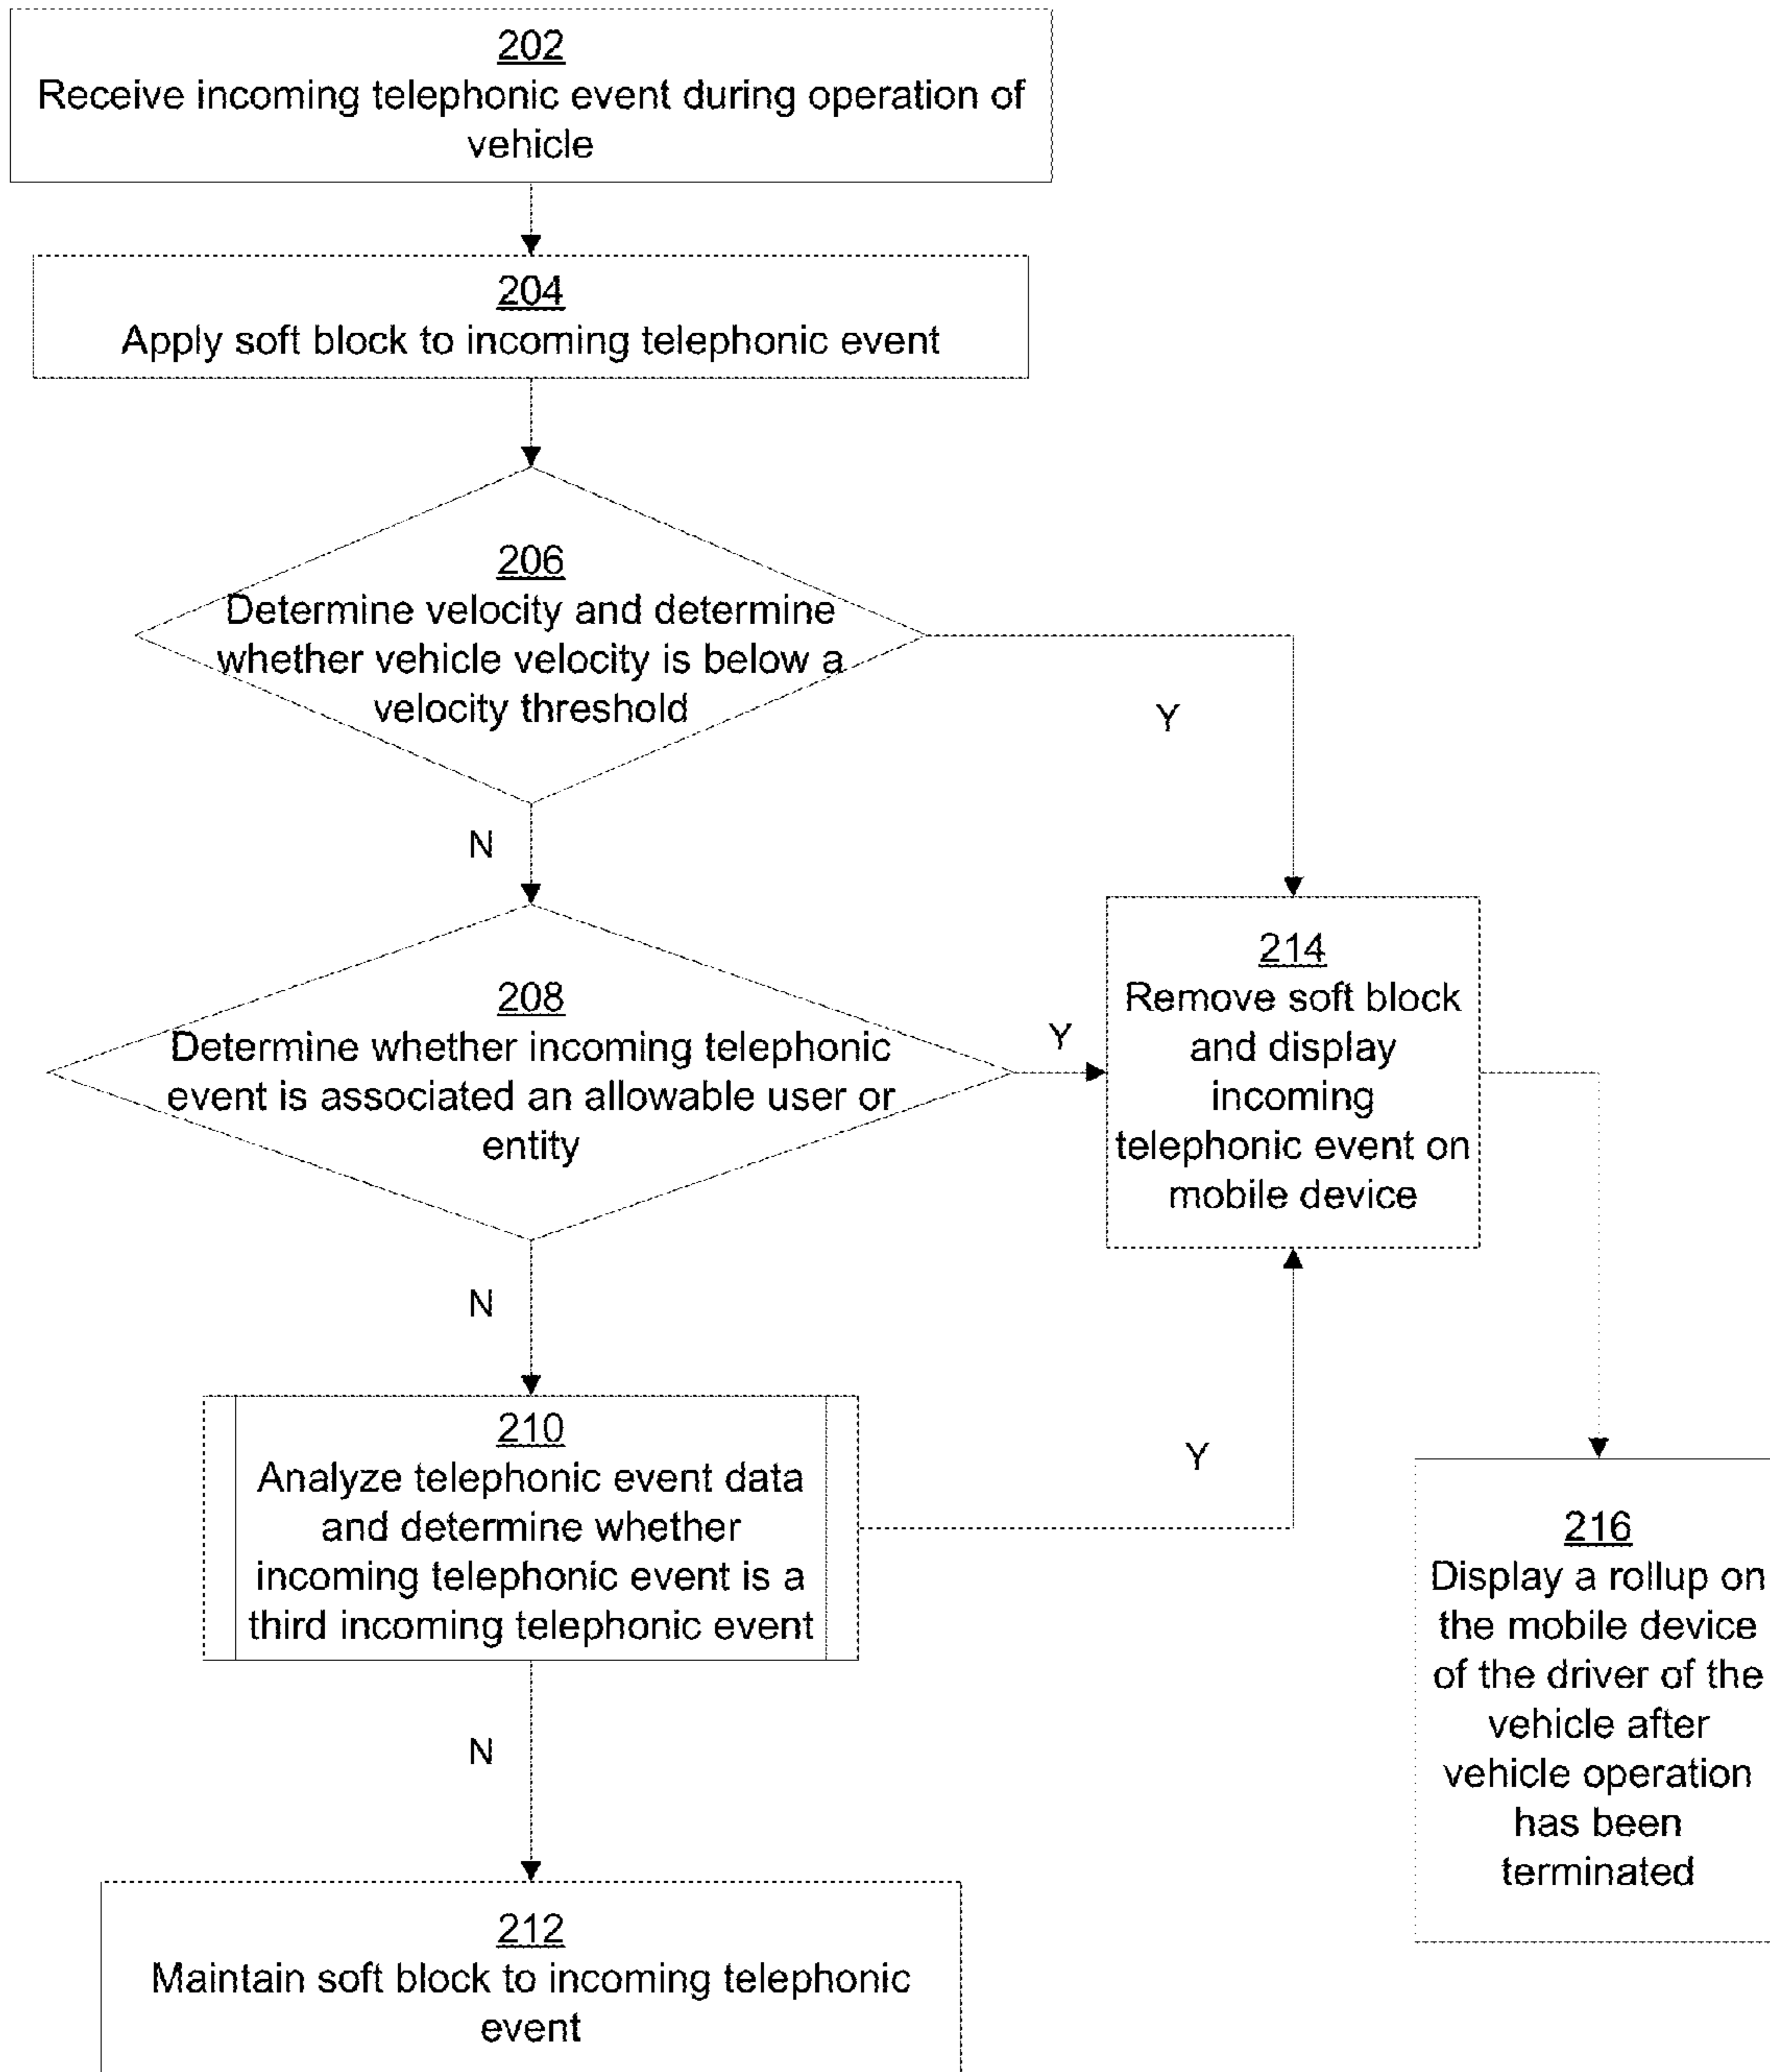 202
Receive incoming telephonic event during operation of
vehicle
204
Apply soft block to incoming telephonic event
206
Determine velocity and determine
whether vehicle velocity is below a
velocity threshold
Y
N
208
Determine whether incoming telephonic
event is associated an allowable user or
entity
Y
214
Remove soft block
and display
incoming
telephonic event on
mobile device
N
210
Analyze telephonic event data
and determine whether
incoming telephonic event is a
third incoming telephonic event
Y
216
Display a rollup on
the mobile device
of the driver of the
vehicle after
vehicle operation
has been
terminated
N
212
Maintain soft block to incoming telephonic
event